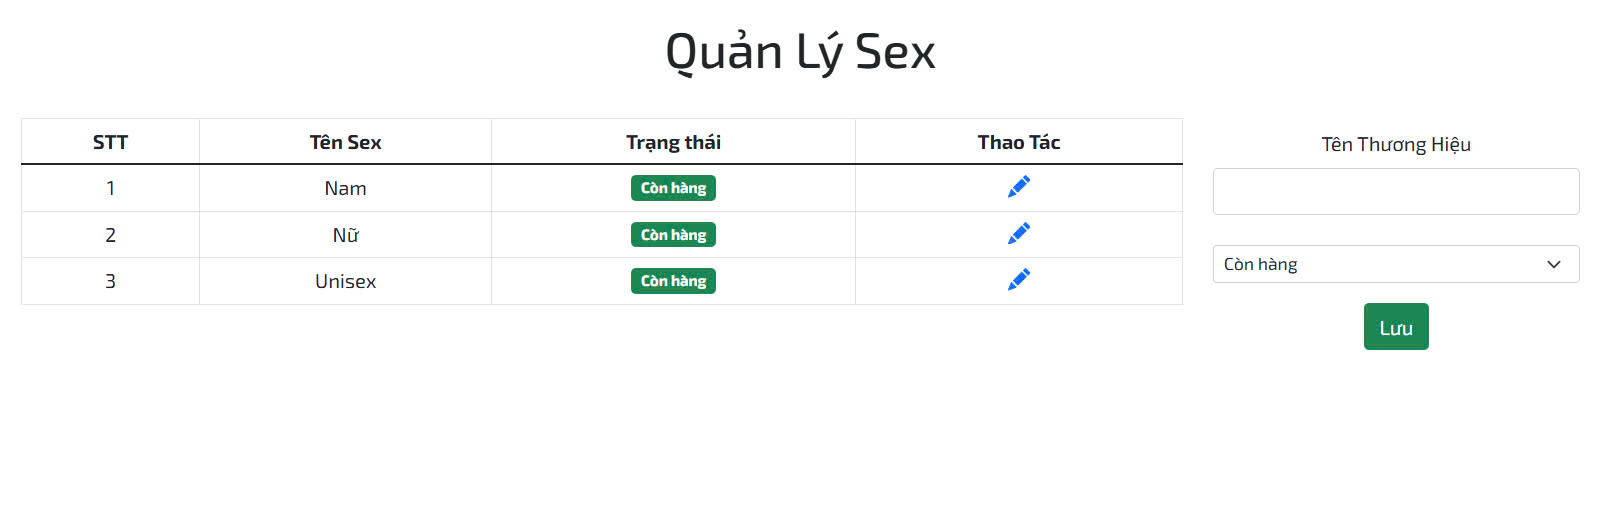 Quản Lý Sex
STT Tên Sex Trạng thái Thao Tác
1 Nam Còn hàng
2 Nữ Còn hàng
3 Unisex Còn hàng
Tên Thương Hiệu
Còn hàng
Lưu